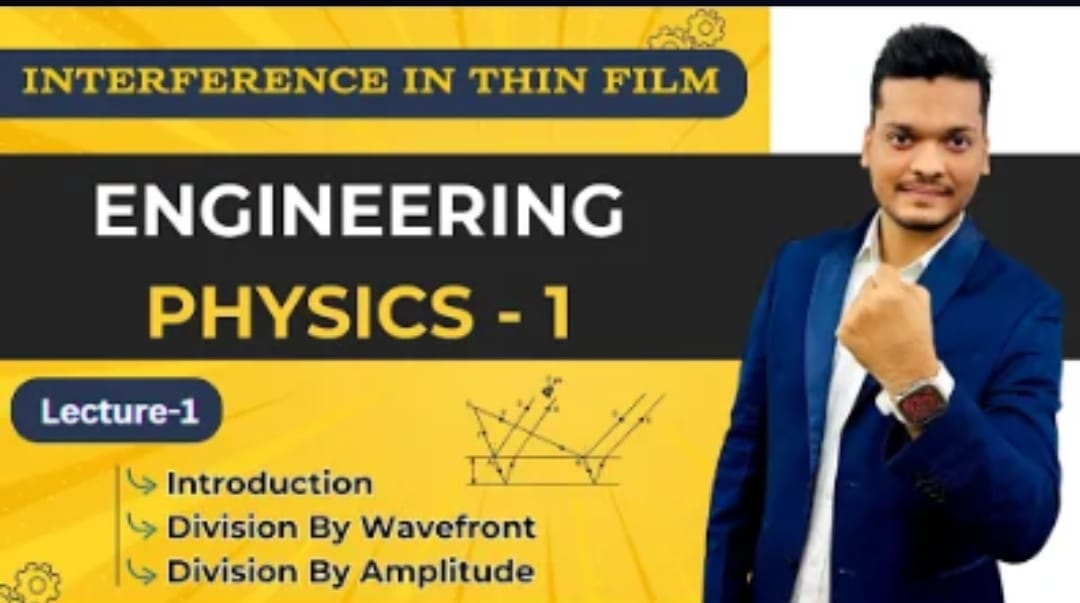 INTERFERENCE IN THIN FILM
ENGINEERING
PHYSICS - 1
Lecture-1
Introduction
Division By Wavefront
Division By Amplitude